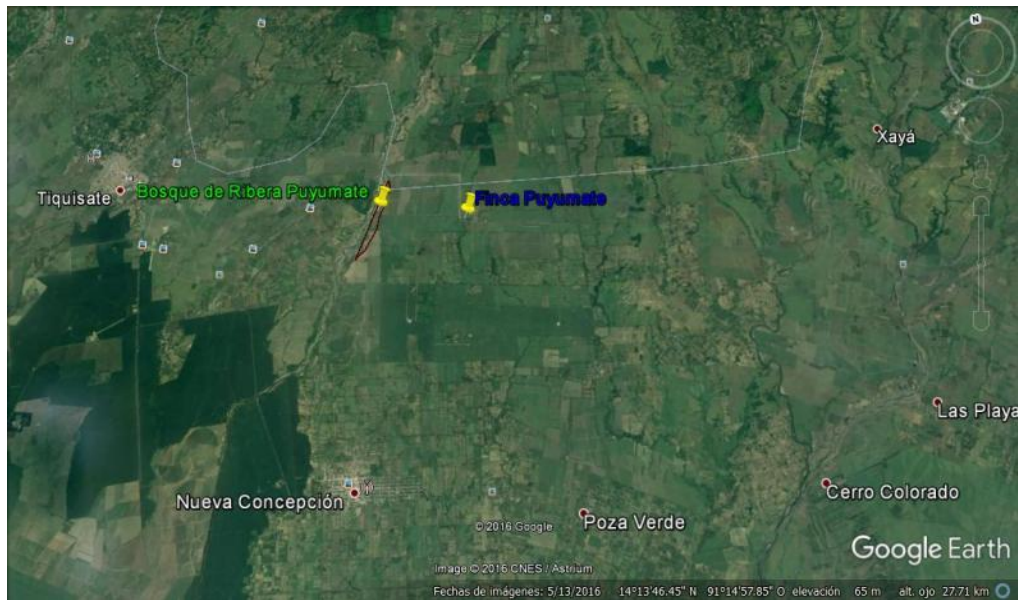 N
Xayá
Tiquisate
Bosque de Ribera Puyumate
Finca Puyumate
Las Playa
Cerro Colorado
Nueva Concepción
Poza Verde
© 2016 Google
Google Earth
Image © 2016 CNES / Astrium
Fechas de imágenes: 5/13/2016 14°13'46.45" N 91°14'57.85" O elevación 65 m alt. ojo 27.71 km